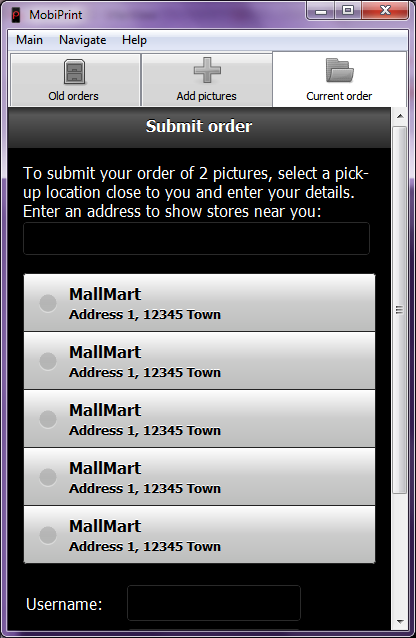 MobiPrint
Main Navigate Help
Old orders Add pictures Current order
Submit order
To submit your order of 2 pictures, select a pick-
up location close to you and enter your details.
Enter an address to show stores near you:
MallMart
Address 1, 12345 Town
MallMart
Address 1, 12345 Town
MallMart
Address 1, 12345 Town
MallMart
Address 1, 12345 Town
MallMart
Address 1, 12345 Town
Username: